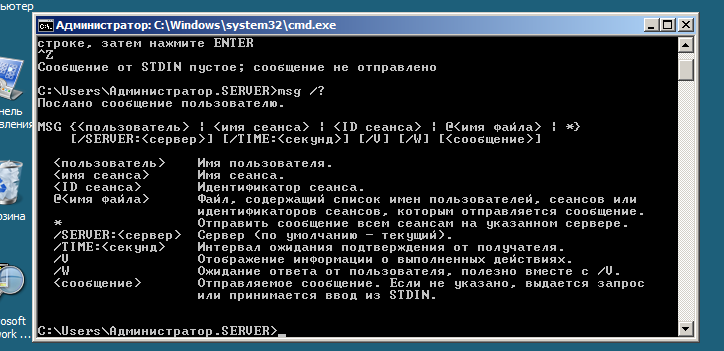 пьютер
Администратор: C:\Windows\system32\cmd.exe
строке, затем нажмите ENTER
^Z
Сообщение от STDIN пустое; сообщение не отправлено
C:\Users\Администратор.SERVER>msg /?
Послано сообщение пользователю.
MSG {<пользователь> | <имя сеанса> | <ID сеанса> | @<имя файла> | *}
[/SERVER:<сервер>] [/TIME:<секунд>] [/V] [/W] [<сообщение>]
<пользователь> Имя пользователя.
<имя сеанса> Имя сеанса.
<ID сеанса> Идентификатор сеанса.
@<имя файла> Файл, содержащий список имен пользователей, сеансов или
идентификаторов сеансов, которым отправляется сообщение.
* Отправить сообщение всем сеансам на указанном сервере.
/SERVER:<сервер> Сервер (по умолчанию - текущий).
/TIME:<секунд> Интервал ожидания подтверждения от получателя.
/V Отображение информации о выполненных действиях.
/W Ожидание ответа от пользователя, полезно вместе с /V.
<сообщение> Отправляемое сообщение. Если не указано, выдается запрос
или принимается ввод из STDIN.
C:\Users\Администратор.SERVER>_
нель
вления
рзина
osoft
work ...